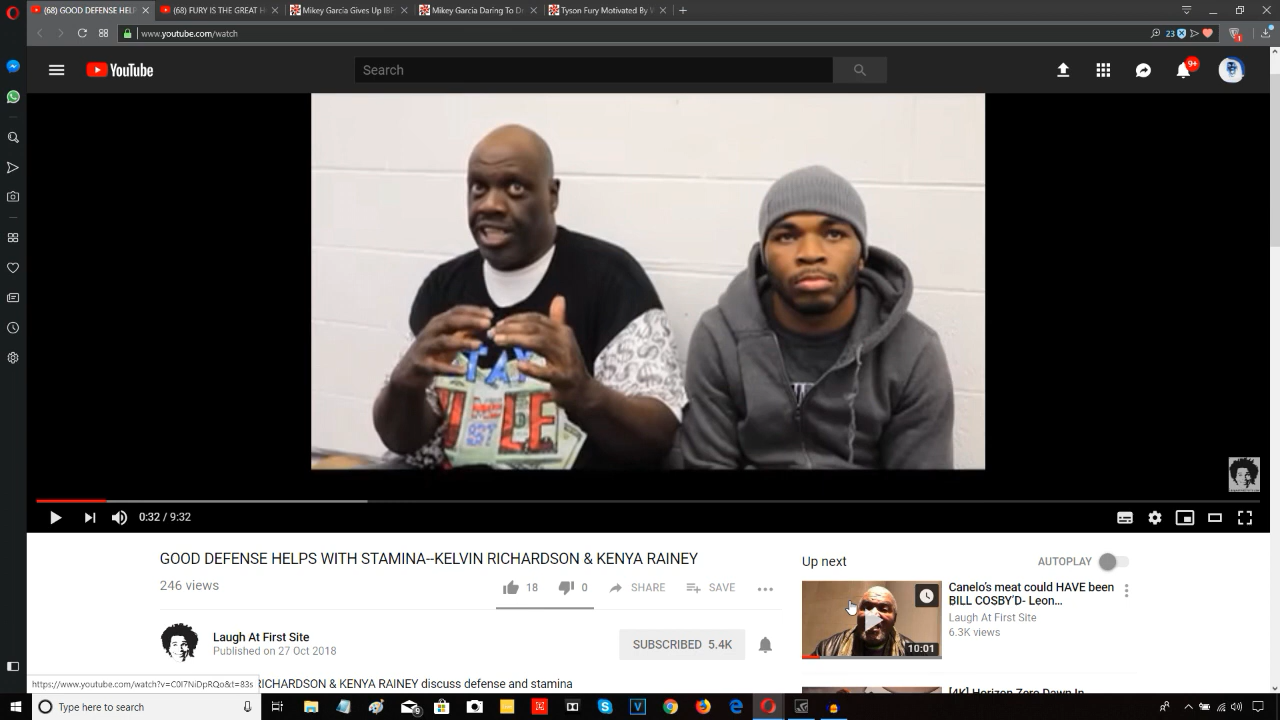 (68) GOOD DEFENSE HELP
(68) FURY IS THE GREAT H
Mikey Garcia Gives Up IBF
Mikey Garcia Daring To D
Tyson Fury Motivated By W
www.youtube.com/watch
23
1
YouTube
Search
9+
TAX
0:32 / 9:32
GOOD DEFENSE HELPS WITH STAMINA--KELVIN RICHARDSON & KENYA RAINEY
246 views
18
0
SHARE
SAVE
Laugh At First Site
Published on 27 Oct 2018
SUBSCRIBED 5.4K
Up next
AUTOPLAY
Canelo's meat could HAVE been
BILL COSBY'D- Leon...
Laugh At First Site
6.3K views
10:01
https://www.youtube.com/watch?v=C0I7NiDpRQo&t=83s
RICHARDSON & KENYA RAINEY discuss defense and stamina
[4K] Horizon Zero Dawn In
Type here to search